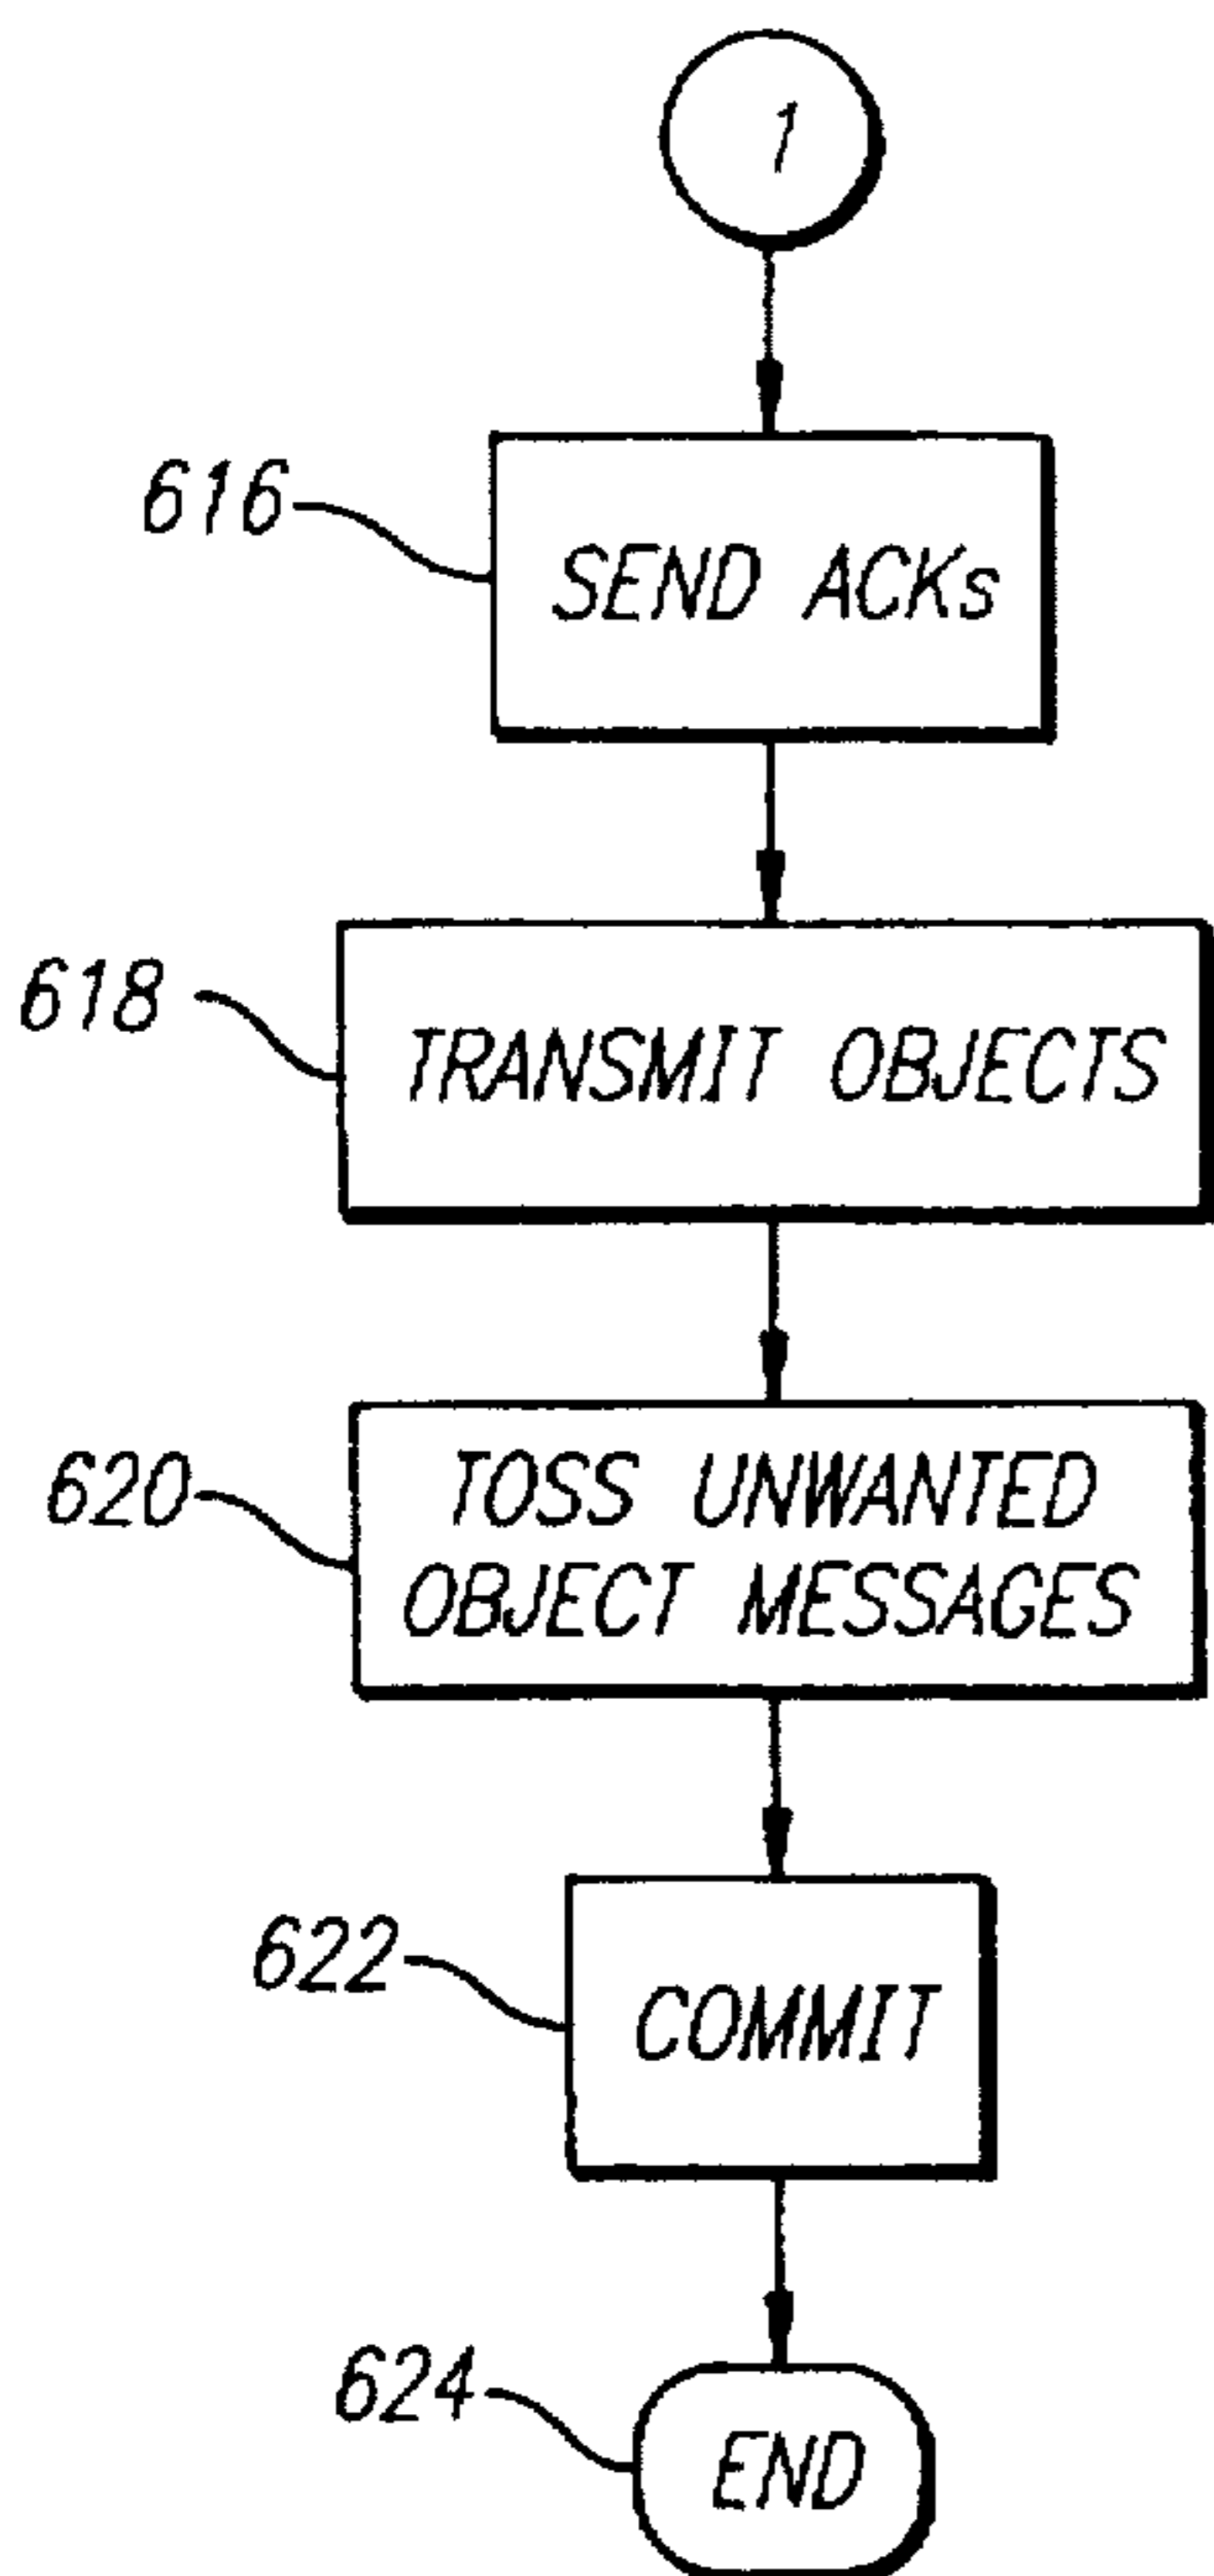 1
616
SEND ACKs
618
TRANSMIT OBJECTS
620
TOSS UNWANTED
OBJECT MESSAGES
622
COMMIT
624
END